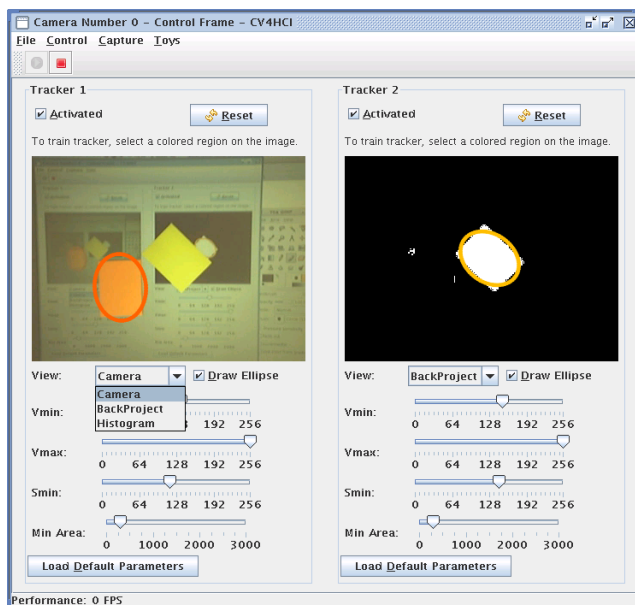 Camera Number 0 - Control Frame - CV4HCI
File Control Capture Toys
Tracker 1
Activated
Reset
To train tracker, select a colored region on the image.
View:
Camera
Draw Ellipse
Camera
BackProject
Histogram
Vmin:
192 256
Vmax:
0 64 128 192 256
Smin:
0 64 128 192 256
Min Area:
0 1000 2000 3000
Load Default Parameters
Tracker 2
Activated
Reset
To train tracker, select a colored region on the image.
View:
BackProject
Draw Ellipse
Vmin:
0 64 128 192 256
Vmax:
0 64 128 192 256
Smin:
0 64 128 192 256
Min Area:
0 1000 2000 3000
Load Default Parameters
Performance: 0 FPS